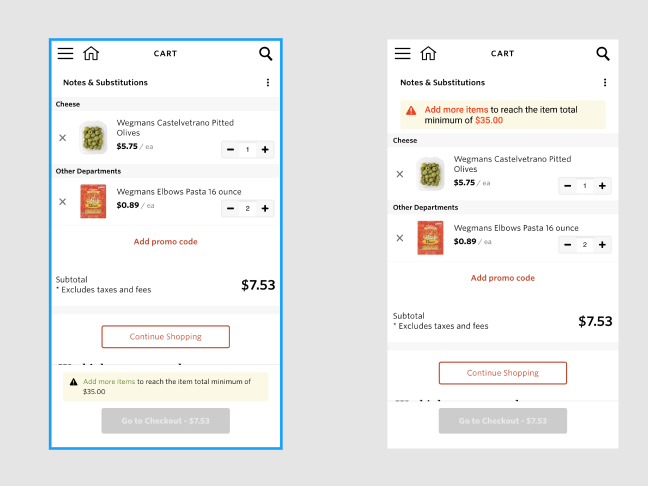 CART
Notes & Substitutions
Cheese
Wegmans Castelvetrano Pitted
Olives
$5.75 / ea
1
Other Departments
Wegmans Elbows Pasta 16 ounce
$0.89 / ea
2
Add promo code
Subtotal
* Excludes taxes and fees
$7.53
Continue Shopping
Add more items to reach the item total minimum of
$35.00
Go to Checkout - $7.53
CART
Notes & Substitutions
Add more items to reach the item total
minimum of $35.00
Cheese
Wegmans Castelvetrano Pitted
Olives
$5.75 / ea
1
Other Departments
Wegmans Elbows Pasta 16 ounce
$0.89 / ea
2
Add promo code
Subtotal
* Excludes taxes and fees
$7.53
Continue Shopping
Go to Checkout - $7.53